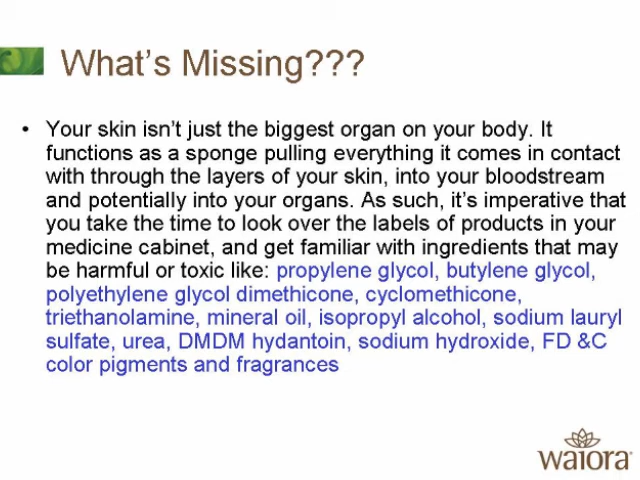 What's Missing???
• Your skin isn't just the biggest organ on your body. It
functions as a sponge pulling everything it comes in contact
with through the layers of your skin, into your bloodstream
and potentially into your organs. As such, it's imperative that
you take the time to look over the labels of products in your
medicine cabinet, and get familiar with ingredients that may
be harmful or toxic like: propylene glycol, butylene glycol,
polyethylene glycol dimethicone, cyclomethicone,
triethanolamine, mineral oil, isopropyl alcohol, sodium lauryl
sulfate, urea, DMDM hydantoin, sodium hydroxide, FD &C
color pigments and fragrances
waiora